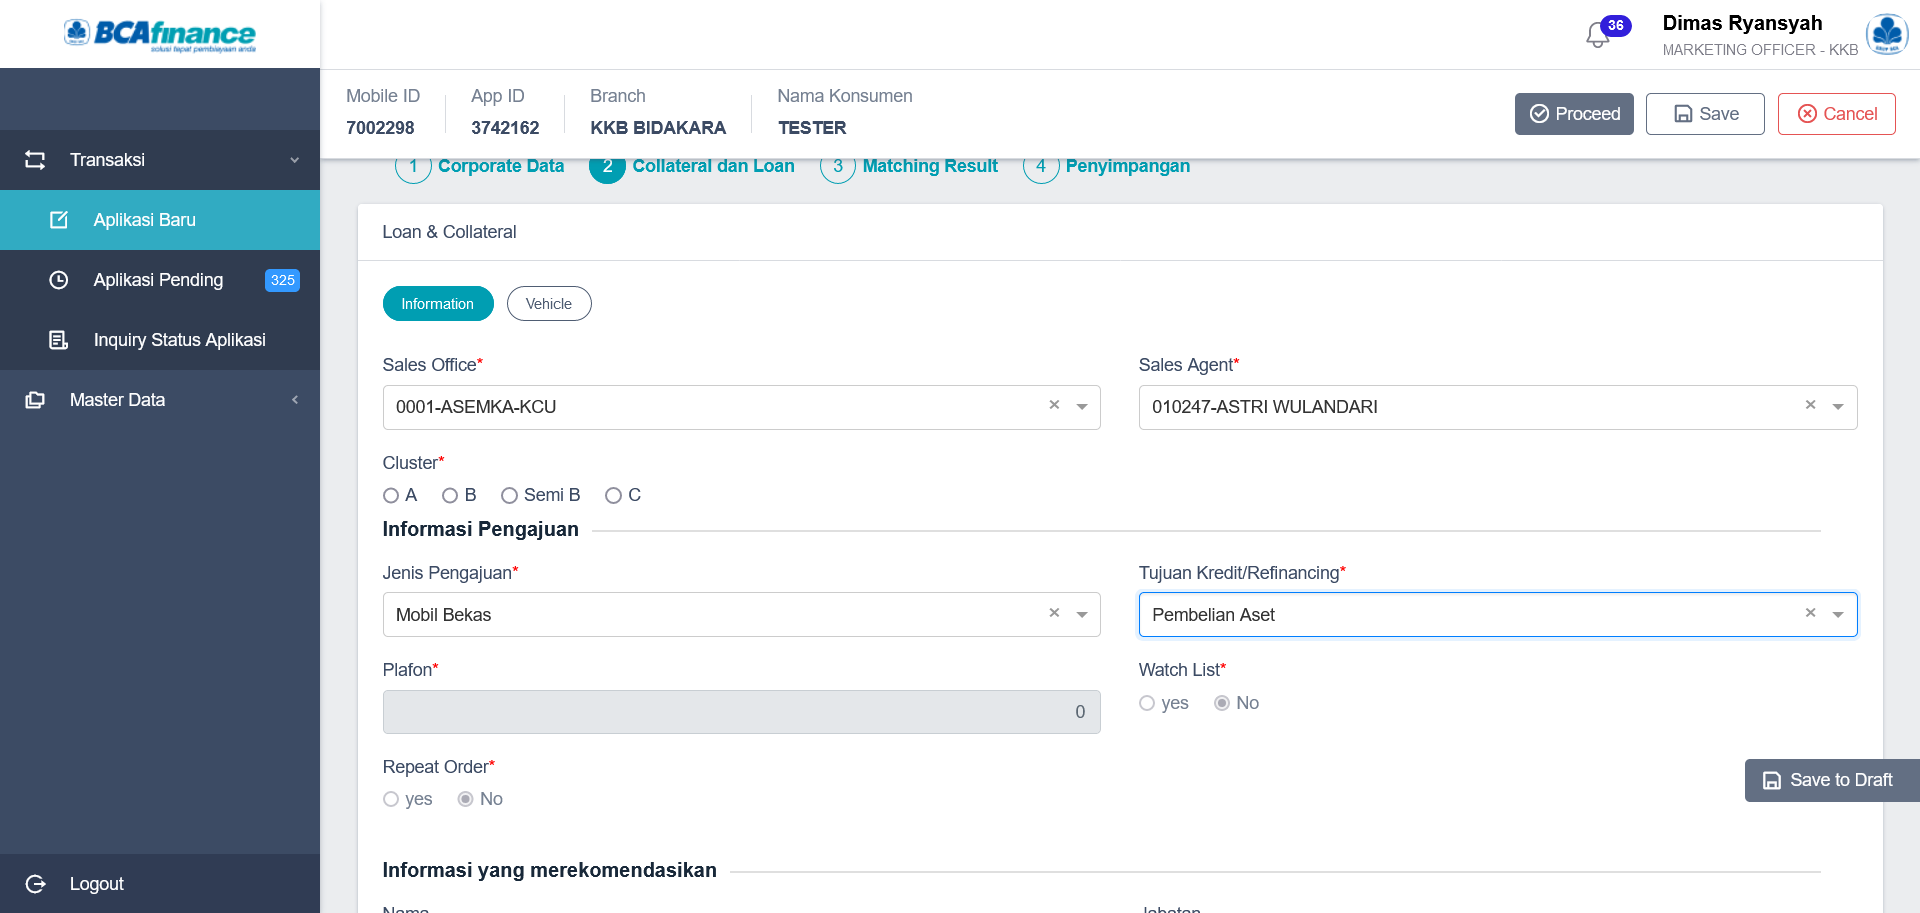 BCAfinance
solusi tepat pembiayaan anda
36
Dimas Ryansyah
MARKETING OFFICER - KKB
Mobile ID
7002298
App ID
3742162
Branch
KKB BIDAKARA
Nama Konsumen
TESTER
Proceed
Save
Cancel
Transaksi
Aplikasi Baru
Aplikasi Pending
325
Inquiry Status Aplikasi
Master Data
Logout
1 Corporate Data
2 Collateral dan Loan
3 Matching Result
4 Penyimpangan
Loan & Collateral
Information
Vehicle
Sales Office*
0001-ASEMKA-KCU
Sales Agent*
010247-ASTRI WULANDARI
Cluster*
A B Semi B C
Informasi Pengajuan
Jenis Pengajuan*
Mobil Bekas
Tujuan Kredit/Refinancing*
Pembelian Aset
Plafon*
0
Watch List*
yes No
Repeat Order*
yes No
Save to Draft
Informasi yang merekomendasikan
Nama
Jabatan